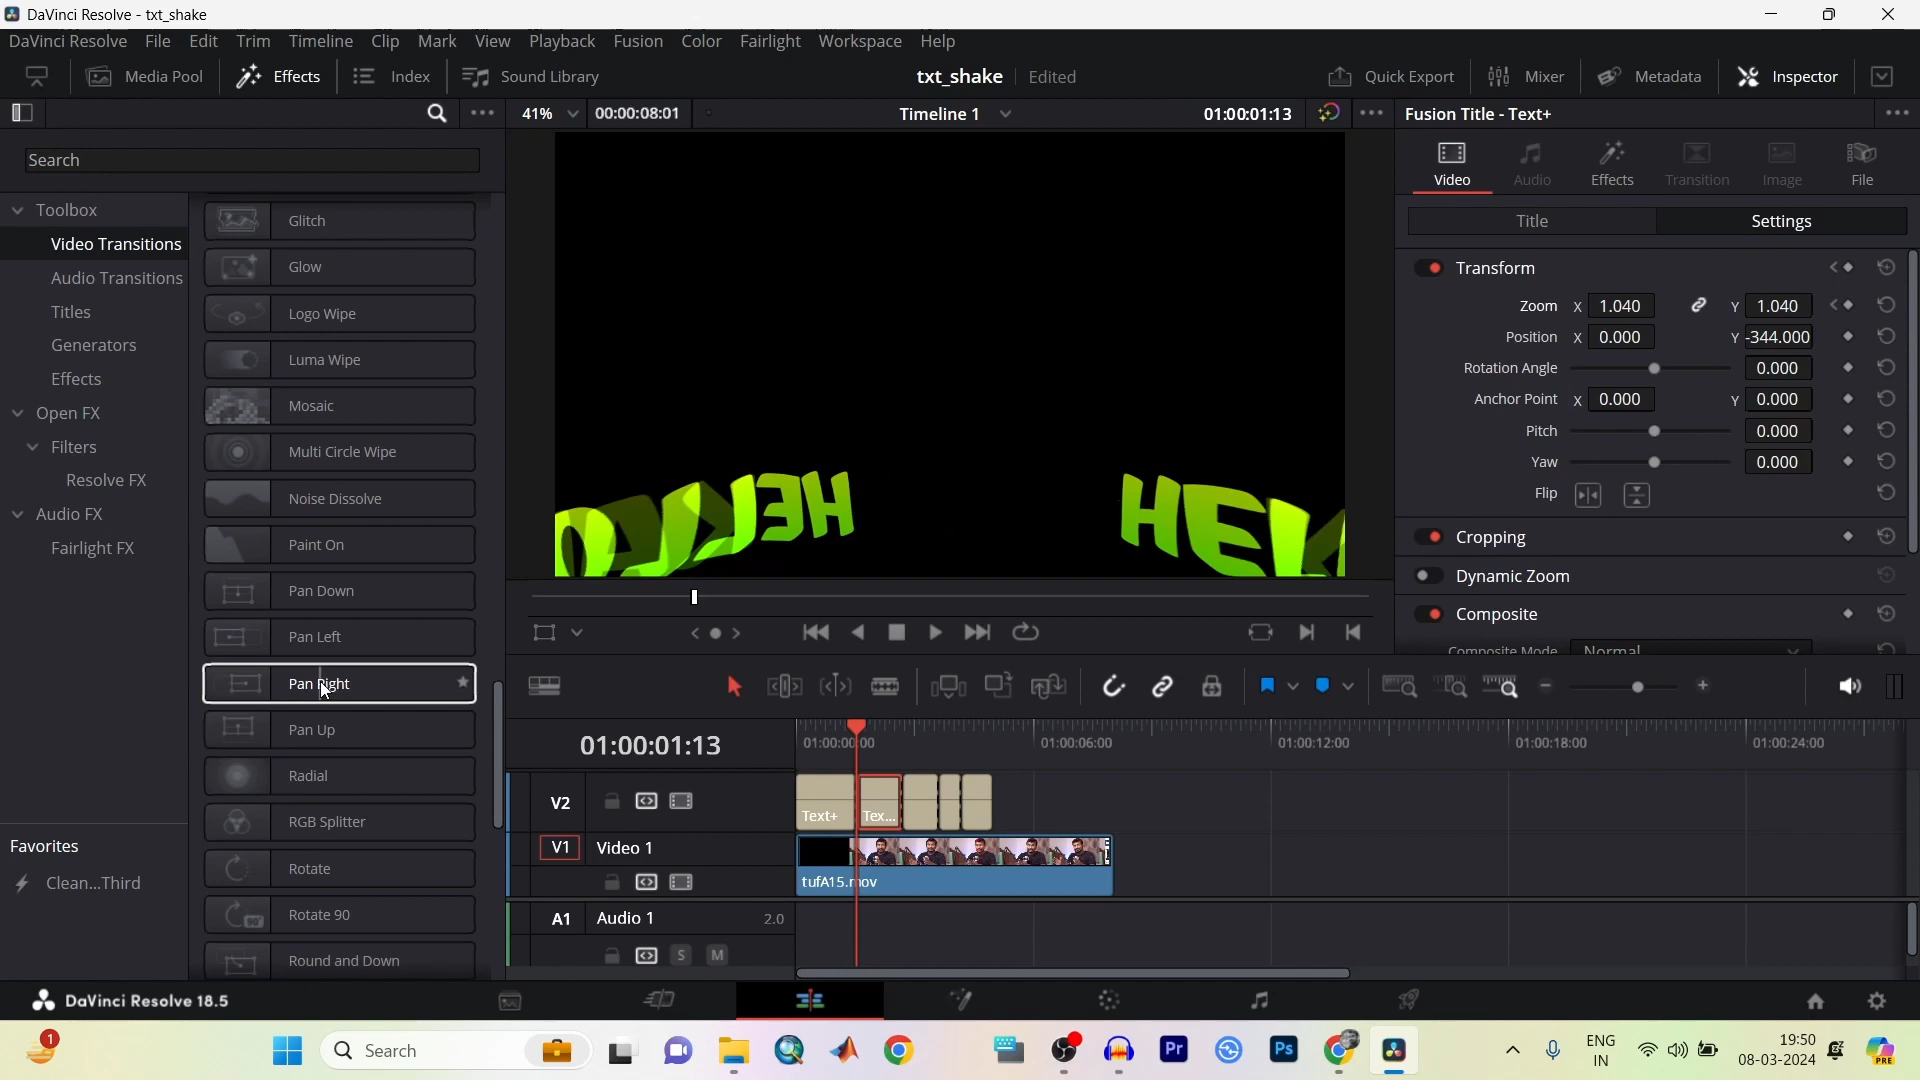 DaVinci Resolve - txt_shake
DaVinci Resolve File Edit Trim Timeline Clip Mark View Playback Fusion Color Fairlight Workspace Help
Media Pool Effects Index Sound Library txt_shake Edited Quick Export Mixer Metadata Inspector
41% 00:00:08:01 Timeline 1 01:00:01:13 Fusion Title - Text+
Search
Video Audio Effects Transition Image File
Title Settings
Toolbox
Video Transitions
Audio Transitions
Titles
Generators
Effects
Open FX
Filters
Resolve FX
Audio FX
Fairlight FX
Favorites
Clean...Third
Glitch
Glow
Logo Wipe
Luma Wipe
Mosaic
Multi Circle Wipe
Noise Dissolve
Paint On
Pan Down
Pan Left
Pan Right
Pan Up
Radial
RGB Splitter
Rotate
Rotate 90
Round and Down
Transform
Zoom X 1.040 Y 1.040
Position X 0.000 Y -344.000
Rotation Angle 0.000
Anchor Point X 0.000 Y 0.000
Pitch 0.000
Yaw 0.000
Flip
Cropping
Dynamic Zoom
Composite
Composite Mode Normal
01:00:01:13
01:00:00:00 01:00:06:00 01:00:12:00 01:00:18:00 01:00:24:00
V2 Text+ Tex...
V1 Video 1
tufA15.mov
A1 Audio 1 2.0
S M
DaVinci Resolve 18.5
1 Search Pr Ps ENG
IN 19:50
08-03-2024 PRE